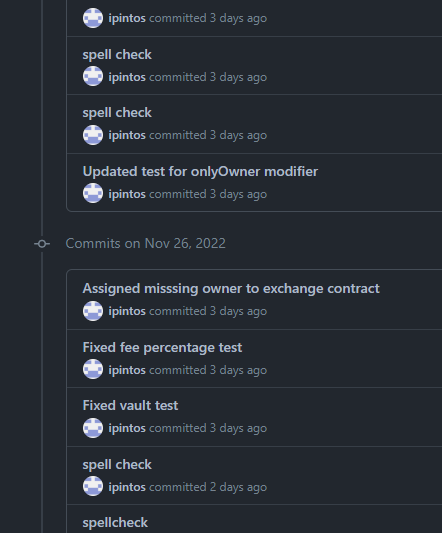 ipintos committed 3 days ago
spell check
ipintos committed 3 days ago
spell check
ipintos committed 3 days ago
Updated test for onlyOwner modifier
ipintos committed 3 days ago
Commits on Nov 26, 2022
Assigned misssing owner to exchange contract
ipintos committed 3 days ago
Fixed fee percentage test
ipintos committed 3 days ago
Fixed vault test
ipintos committed 3 days ago
spell check
ipintos committed 2 days ago
spellcheck